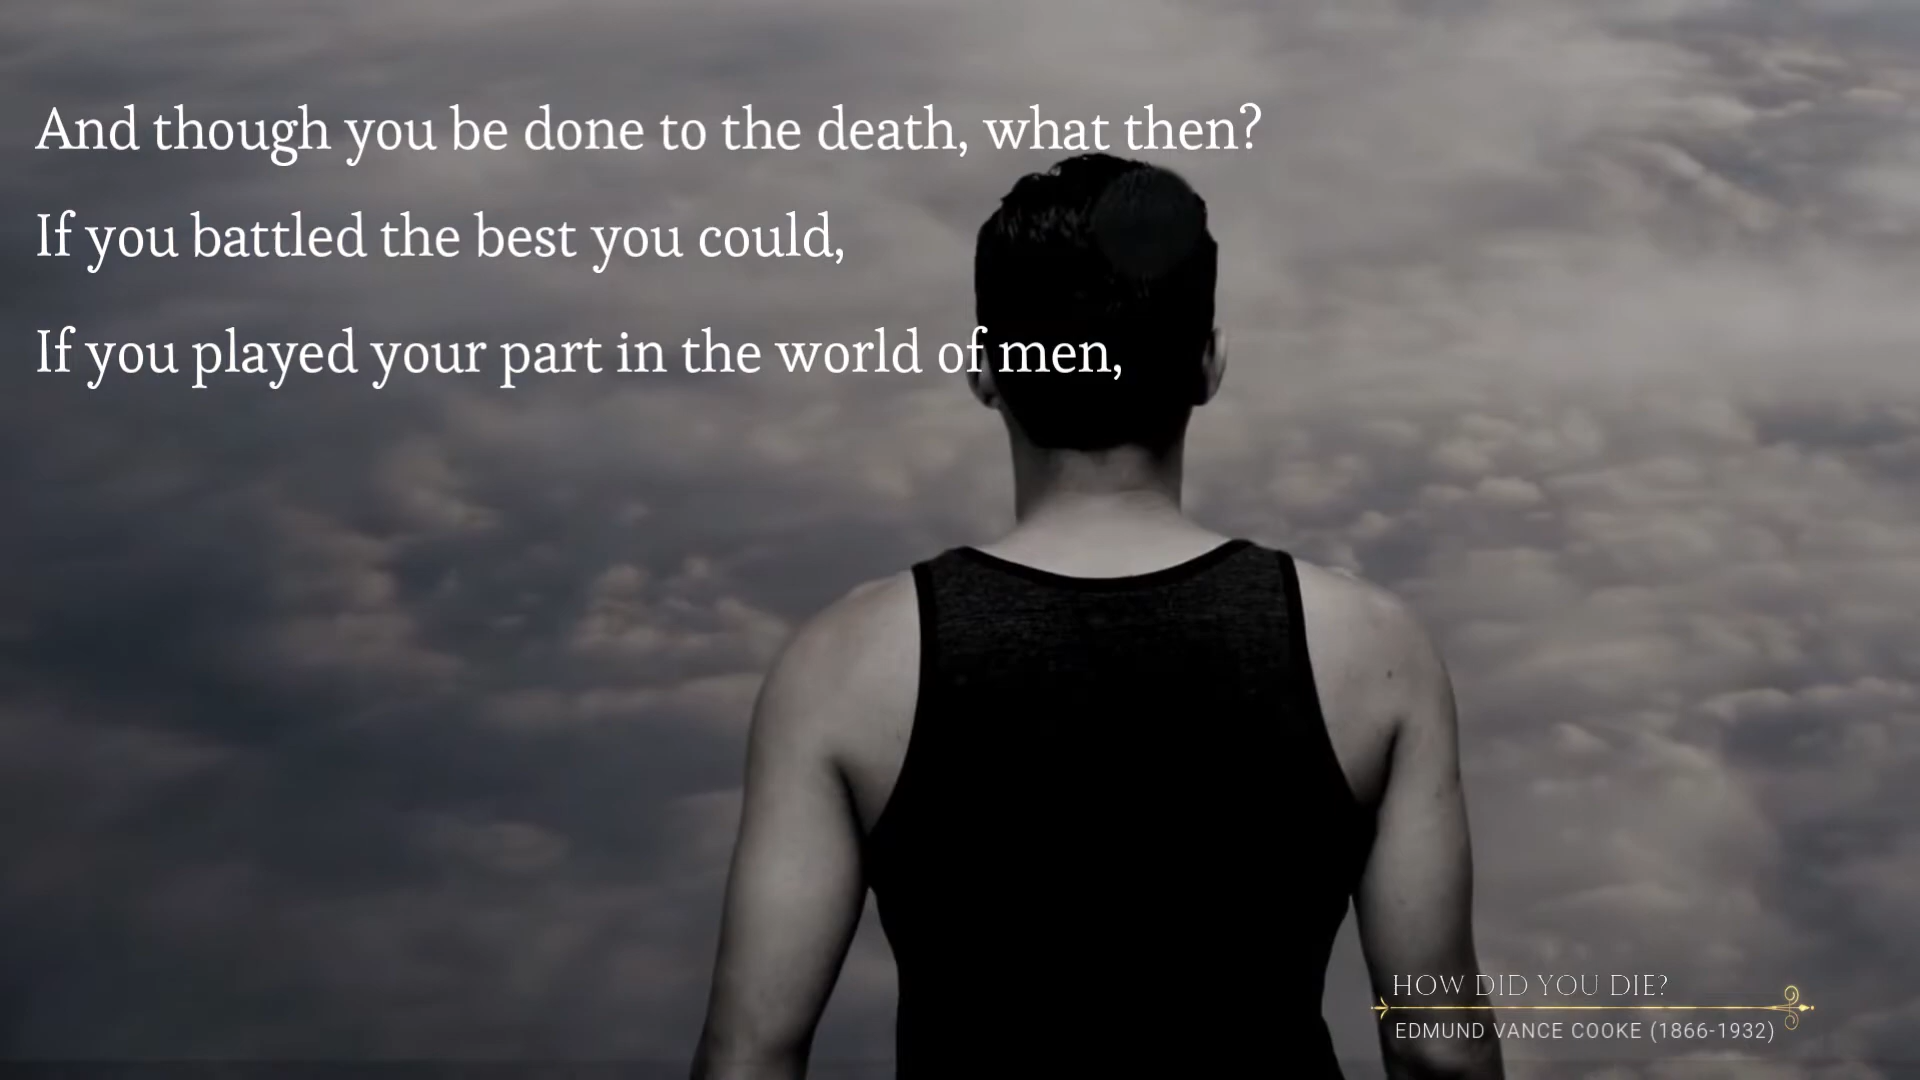 And though you be done to the death, what then?
If you battled the best you could,
If you played your part in the world of men,
HOW DID YOU DIE?
EDMUND VANCE COOKE (1866-1932)